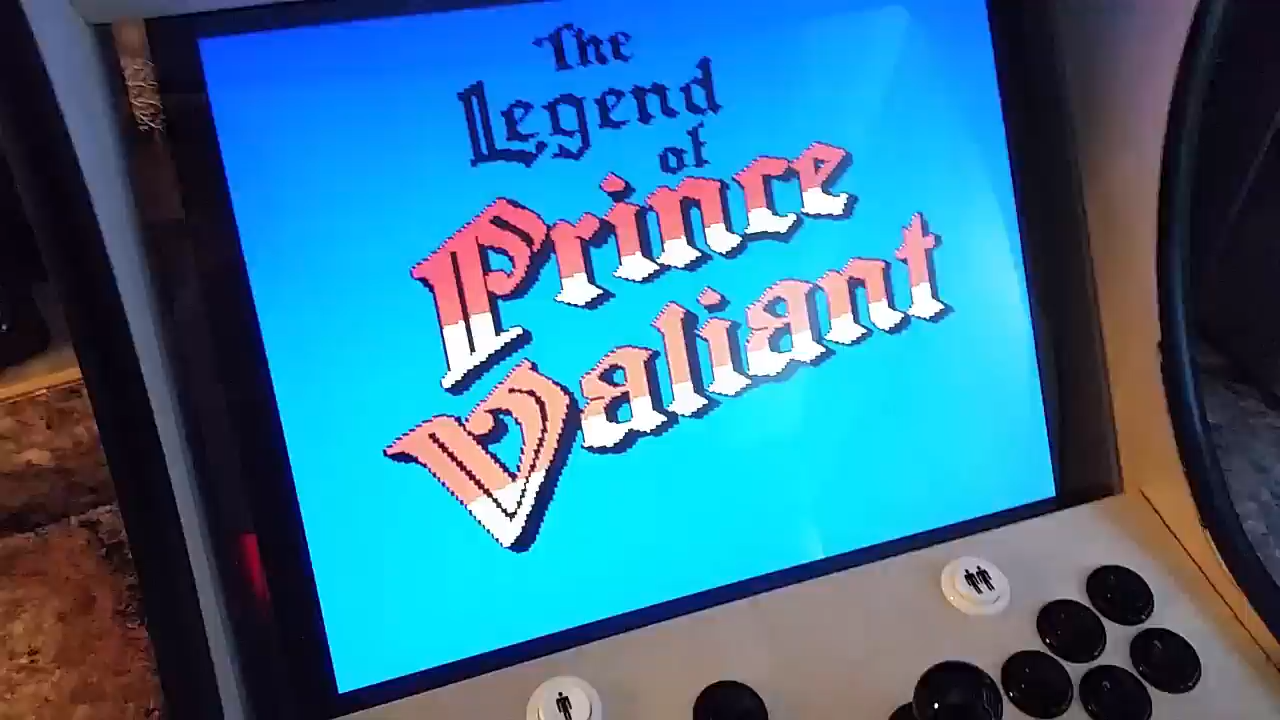 The
Legend
of
Prince
Valiant